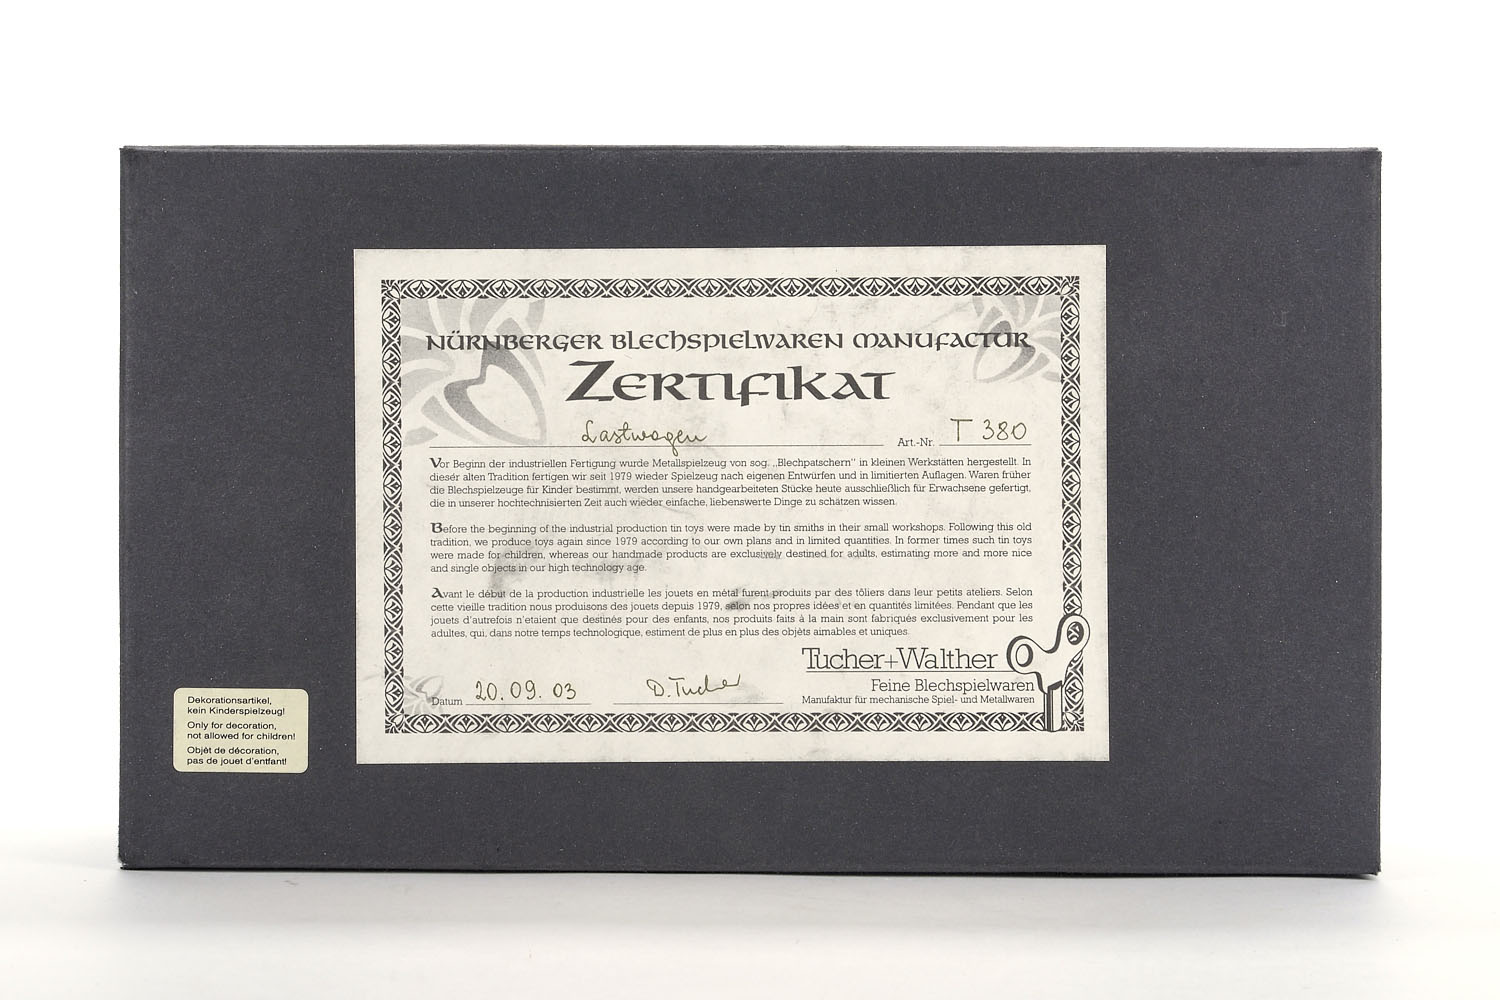 NÜRNBERGER BLECHSPIELWAREN MANUFACTUR
ZERTIFIKAT
Lastwagen Art.-Nr. T 380
Vor Beginn der industriellen Fertigung wurde Metallspielzeug von sog. „Blechpatschern“ in kleinen Werkstätten hergestellt. In
dieser alten Tradition fertigen wir seit 1979 wieder Spielzeug nach eigenen Entwürfen und in limitierten Auflagen. Waren früher
die Blechspielzeuge für Kinder bestimmt, werden unsere handgearbeiteten Stücke heute ausschließlich für Erwachsene gefertigt,
die in unserer hochtechnisierten Zeit auch wieder einfache, liebenswerte Dinge zu schätzen wissen.
Before the beginning of the industrial production tin toys were made by tin smiths in their small workshops. Following this old
tradition, we produce toys again since 1979 according to our own plans and in limited quantities. In former times such tin toys
were made for children, whereas our handmade products are exclusively destined for adults, estimating more and more nice
and single objects in our high technology age.
Avant le début de la production industrielle les jouets en métal furent produits par des tôliers dans leur petits ateliers. Selon
cette vieille tradition nous produisons des jouets depuis 1979, selon nos propres idées et en quantités limitées. Pendant que les
jouets d'autrefois n'etaient que destinés pour des enfants, nos produits faits à la main sont fabriqués exclusivement pour les
adultes, qui, dans notre temps technologique, estiment de plus en plus des objèts aimables et uniques.
Tucher+Walther
Feine Blechspielwaren
Manufaktur für mechanische Spiel- und Metallwaren
Datum 20.09.03 D. Tucher
Dekorationsartikel,
kein Kinderspielzeug!
Only for decoration,
not allowed for children!
Objèt de décoration,
pas de jouet d'entfant!